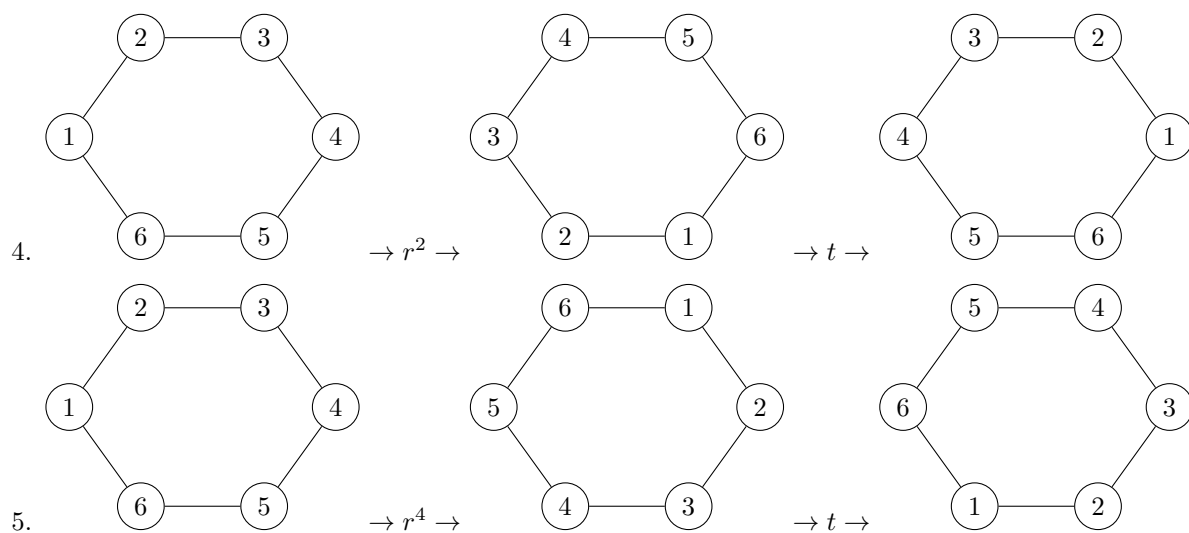 2 3 4 5 3 2
1 4 3 6 4 1
6 5 2 1 5 6
4. → r² → → t →
2 3 6 1 5 4
1 4 5 2 6 3
6 5 4 3 1 2
5. → r⁴ → → t →